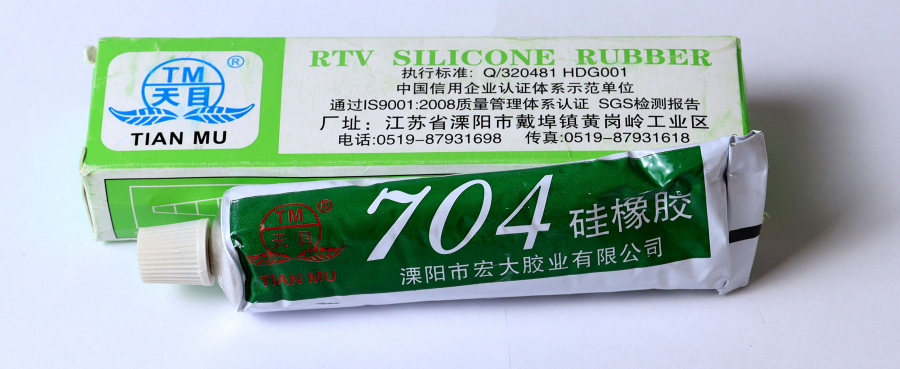 TM
天目
®
TIAN MU
RTV SILICONE RUBBER
执行标准: Q/320481 HDG001
中国信用企业认证体系示范单位
通过IS9001:2008质量管理体系认证 SGS检测报告
厂址: 江苏省溧阳市戴埠镇黄岗岭工业区
电话:0519-87931698 传真:0519-87931618
TM
天目
®
TIAN MU
704 硅橡胶
溧阳市宏大胶业有限公司